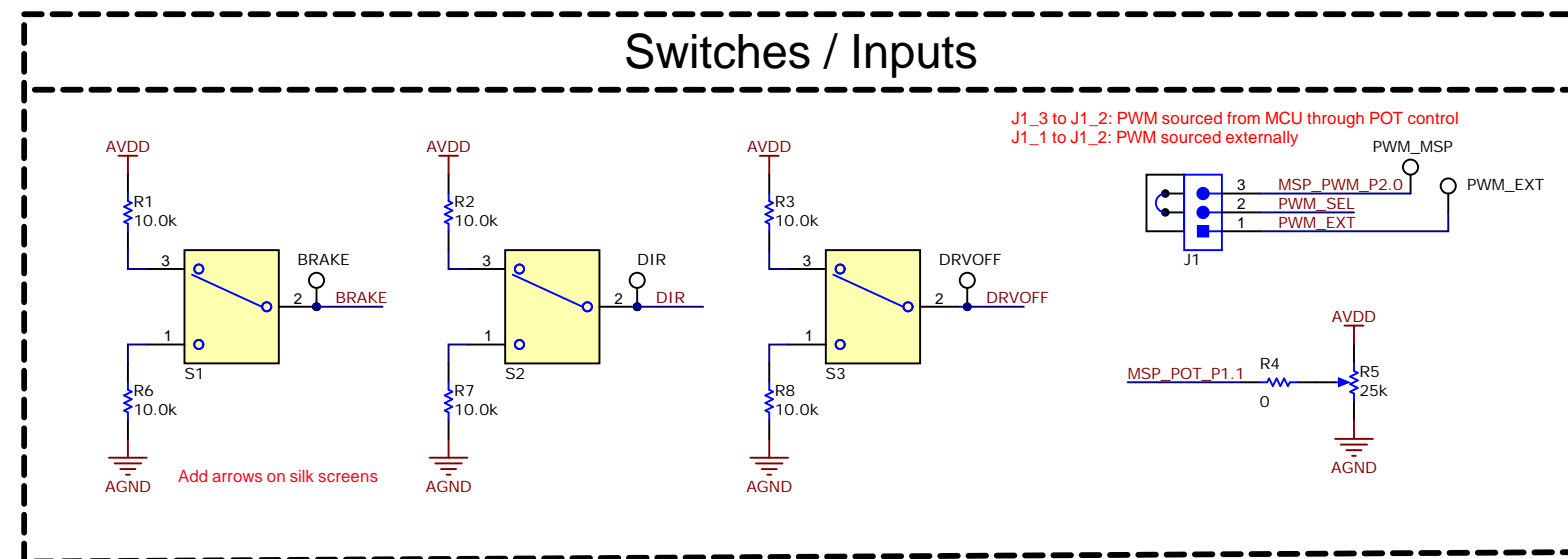 Switches / Inputs
J1_3 to J1_2: PWM sourced from MCU through POT control
J1_1 to J1_2: PWM sourced externally
AVDD
R1
10.0k
3
BRAKE
2
BRAKE
1
S1
R6
10.0k
AGND
Add arrows on silk screens
AVDD
R2
10.0k
3
DIR
2
DIR
1
S2
R7
10.0k
AGND
AVDD
R3
10.0k
3
DRVOFF
2
DRVOFF
1
S3
R8
10.0k
AGND
PWM_MSP
PWM_EXT
3
MSP_PWM_P2.0
2
PWM_SEL
1
PWM_EXT
J1
AVDD
MSP_POT_P1.1
R4
0
R5
25k
AGND